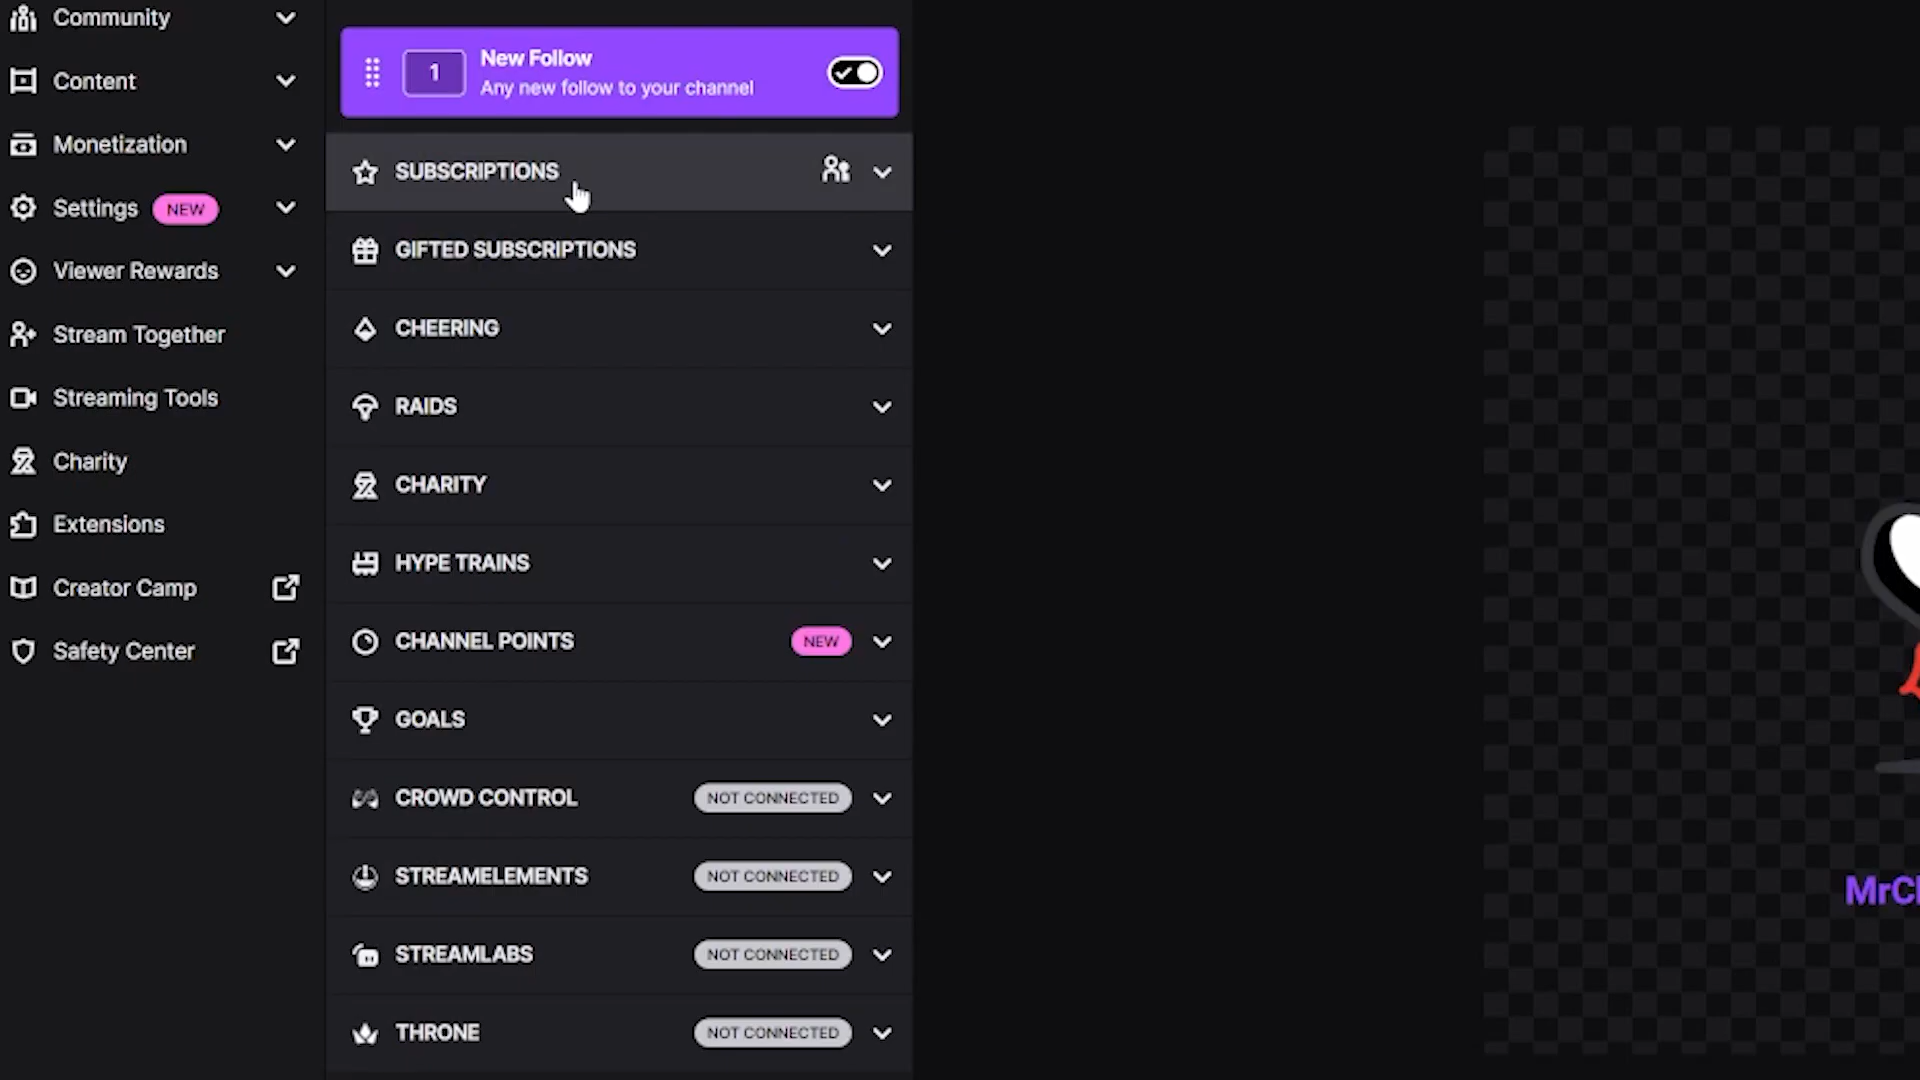 Community
Content
Monetization
Settings NEW
Viewer Rewards
Stream Together
Streaming Tools
Charity
Extensions
Creator Camp
Safety Center
1
New Follow
Any new follow to your channel
SUBSCRIPTIONS
GIFTED SUBSCRIPTIONS
CHEERING
RAIDS
CHARITY
HYPE TRAINS
CHANNEL POINTS NEW
GOALS
CROWD CONTROL NOT CONNECTED
STREAMELEMENTS NOT CONNECTED
STREAMLABS NOT CONNECTED
THRONE NOT CONNECTED